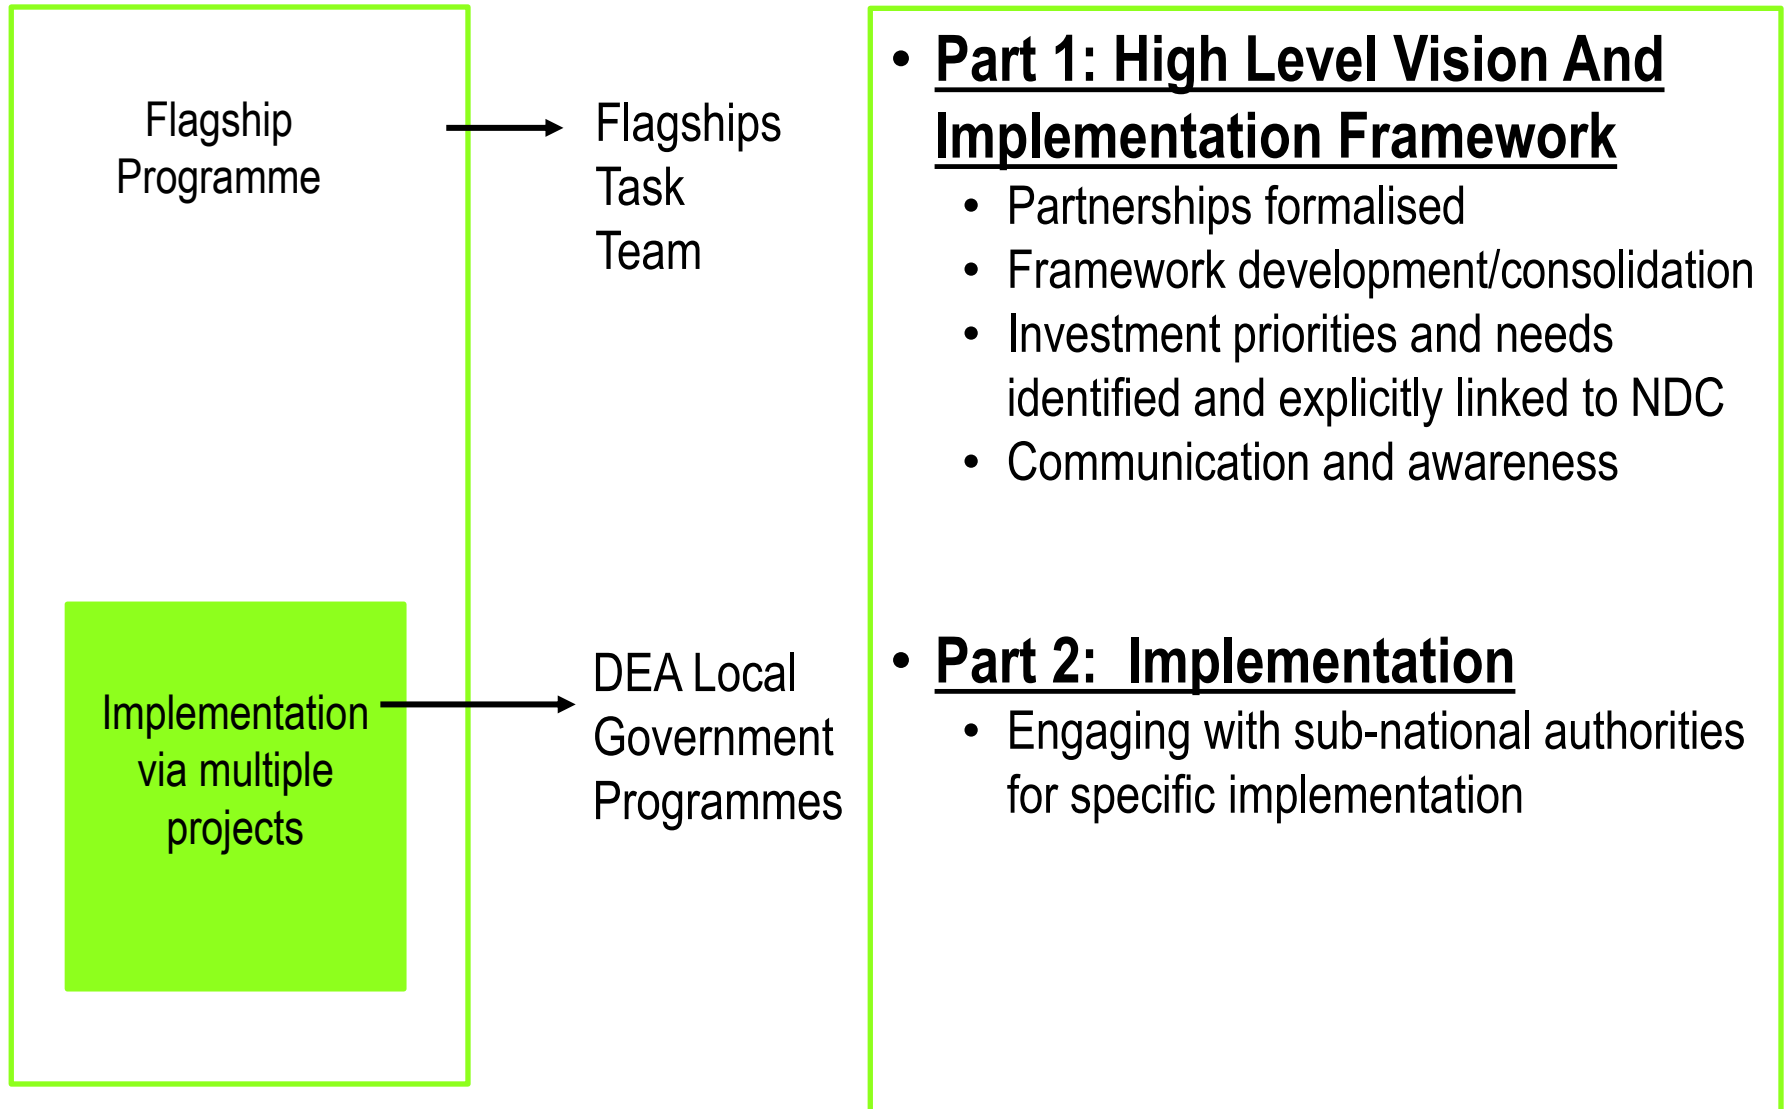 Flagship
Programme
Flagships
Task
Team
Implementation
via multiple
projects
DEA Local
Government
Programmes
• Part 1: High Level Vision And
Implementation Framework
• Partnerships formalised
• Framework development/consolidation
• Investment priorities and needs
identified and explicitly linked to NDC
• Communication and awareness
• Part 2:  Implementation
• Engaging with sub-national authorities
for specific implementation